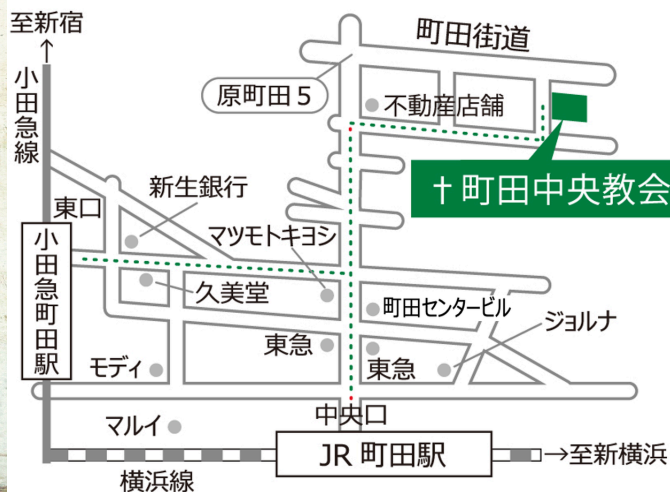 至新宿
町田街道
小田急線
原町田5
不動産店舗
†町田中央教会
新生銀行
東口
マツモトキヨシ
小田急町田駅
久美堂
町田センタービル
ジョルナ
東急
東急
モディ
マルイ
中央口
JR 町田駅
→至新横浜
横浜線